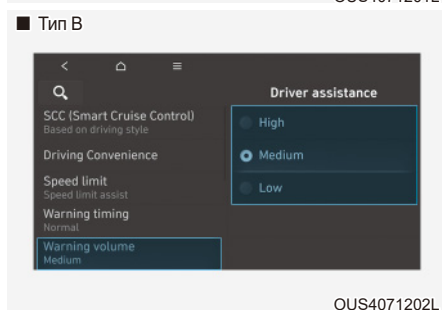 ■ Тип B
Driver assistance
SCC (Smart Cruise Control)
Based on driving style
Driving Convenience
Speed limit
Speed limit assist
Warning timing
Normal
Warning volume
Medium
High
Medium
Low
OUS4071202L